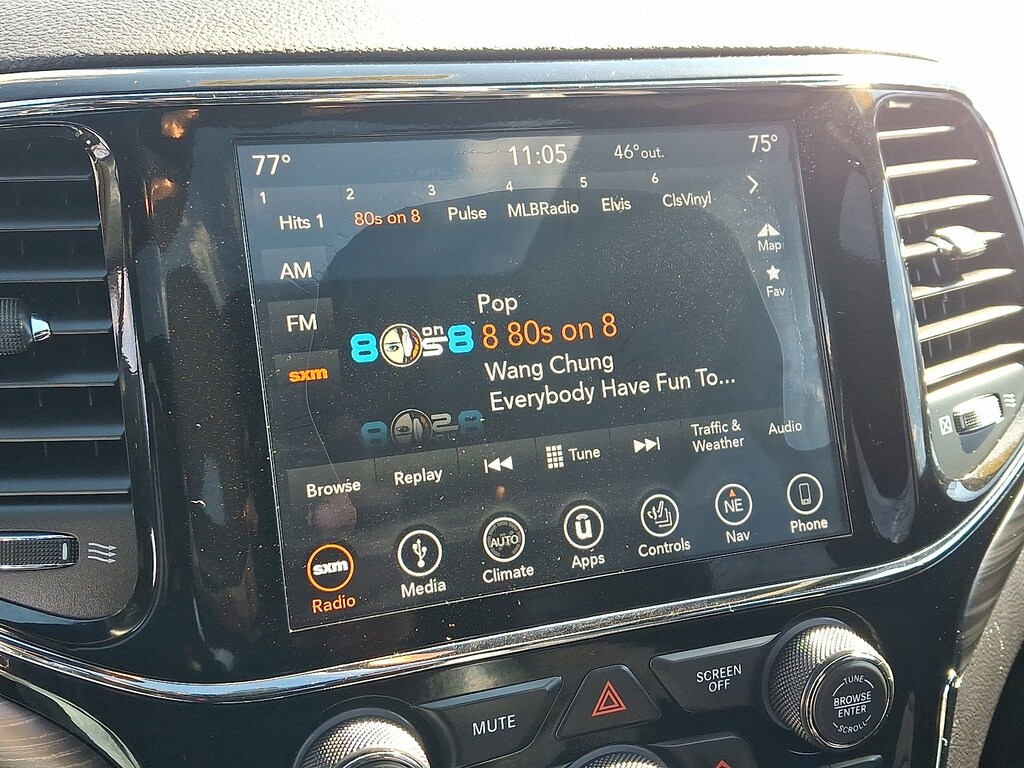 77° 11:05 46°out. 75°
1 2 3 4 5 6
Hits 1 80s on 8 Pulse MLBRadio Elvis ClsVinyl
AM
Map
FM
Fav
sxm
Pop
8 on 8
8 80s on 8
Wang Chung
Everybody Have Fun To...
Browse Replay Tune Traffic & Weather Audio
sxm AUTO NE
Radio Media Climate Apps Controls Nav Phone
MUTE
SCREEN
OFF
TUNE
BROWSE
ENTER
SCROLL